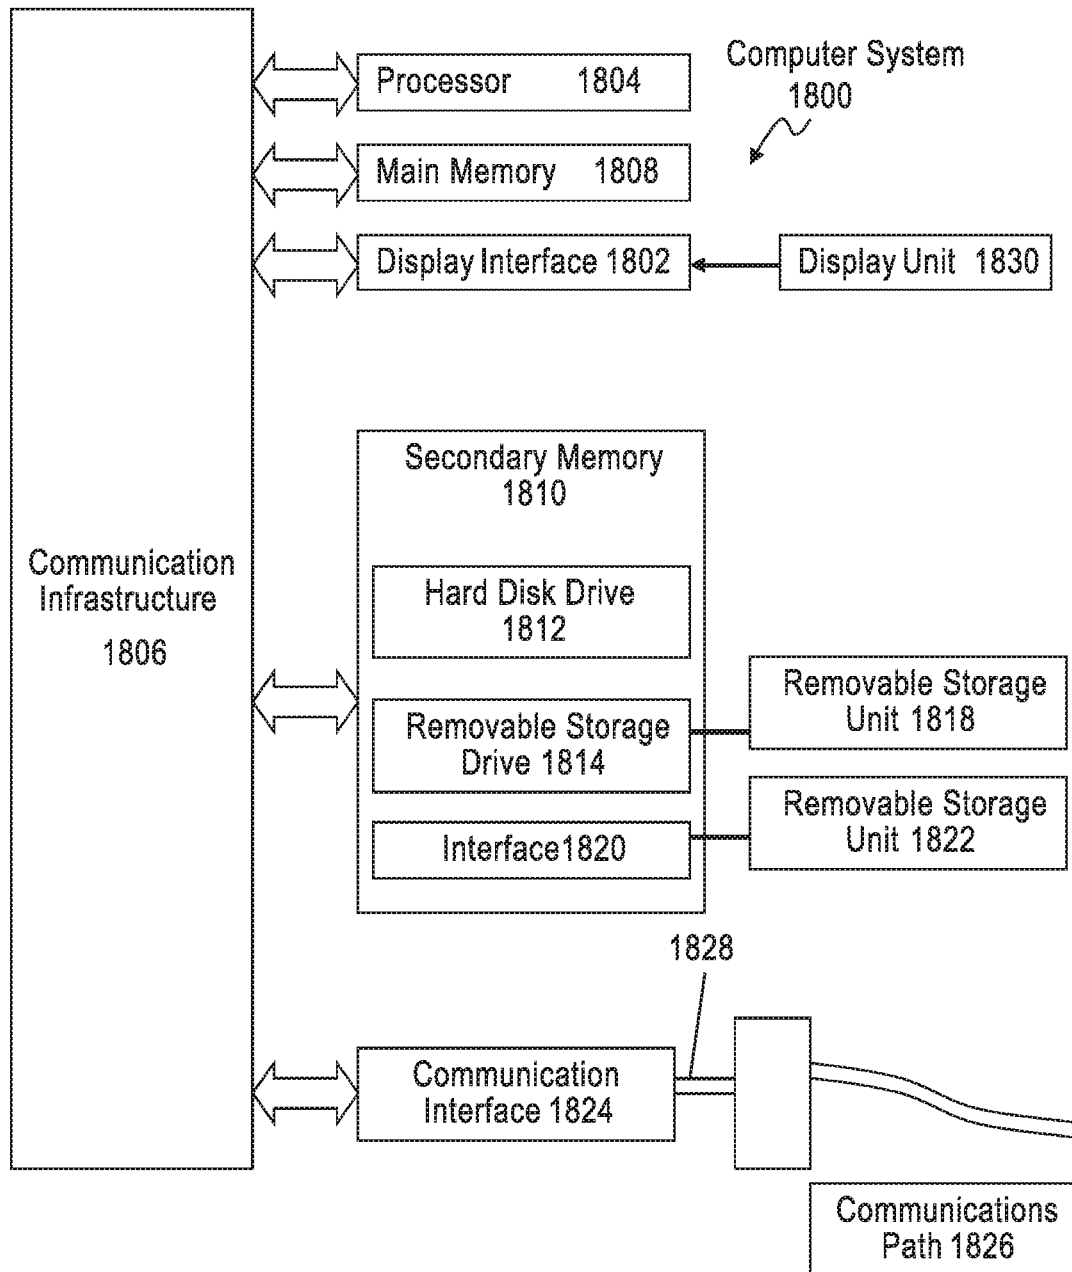 Processor 1804
Computer System
1800
Main Memory 1808
Display Interface 1802
Display Unit 1830
Secondary Memory
1810
Communication
Infrastructure
1806
Hard Disk Drive
1812
Removable Storage
Drive 1814
Removable Storage
Unit 1818
Interface1820
Removable Storage
Unit 1822
1828
Communication
Interface 1824
Communications
Path 1826